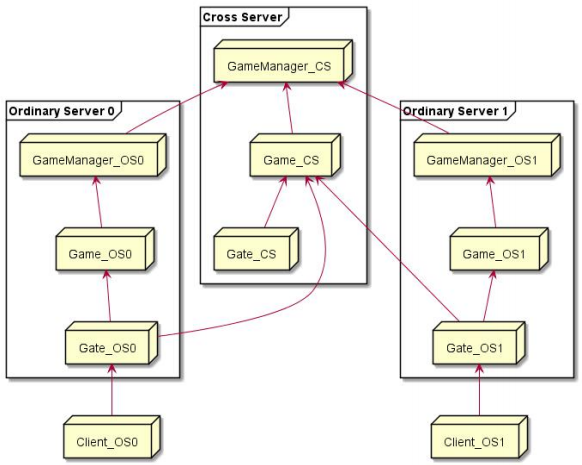 Cross Server
GameManager_CS
Ordinary Server 0
Ordinary Server 1
GameManager_OS0
Game_CS
GameManager_OS1
Game_OS0
Gate_CS
Game_OS1
Gate_OS0
Gate_OS1
Client_OS0
Client_OS1